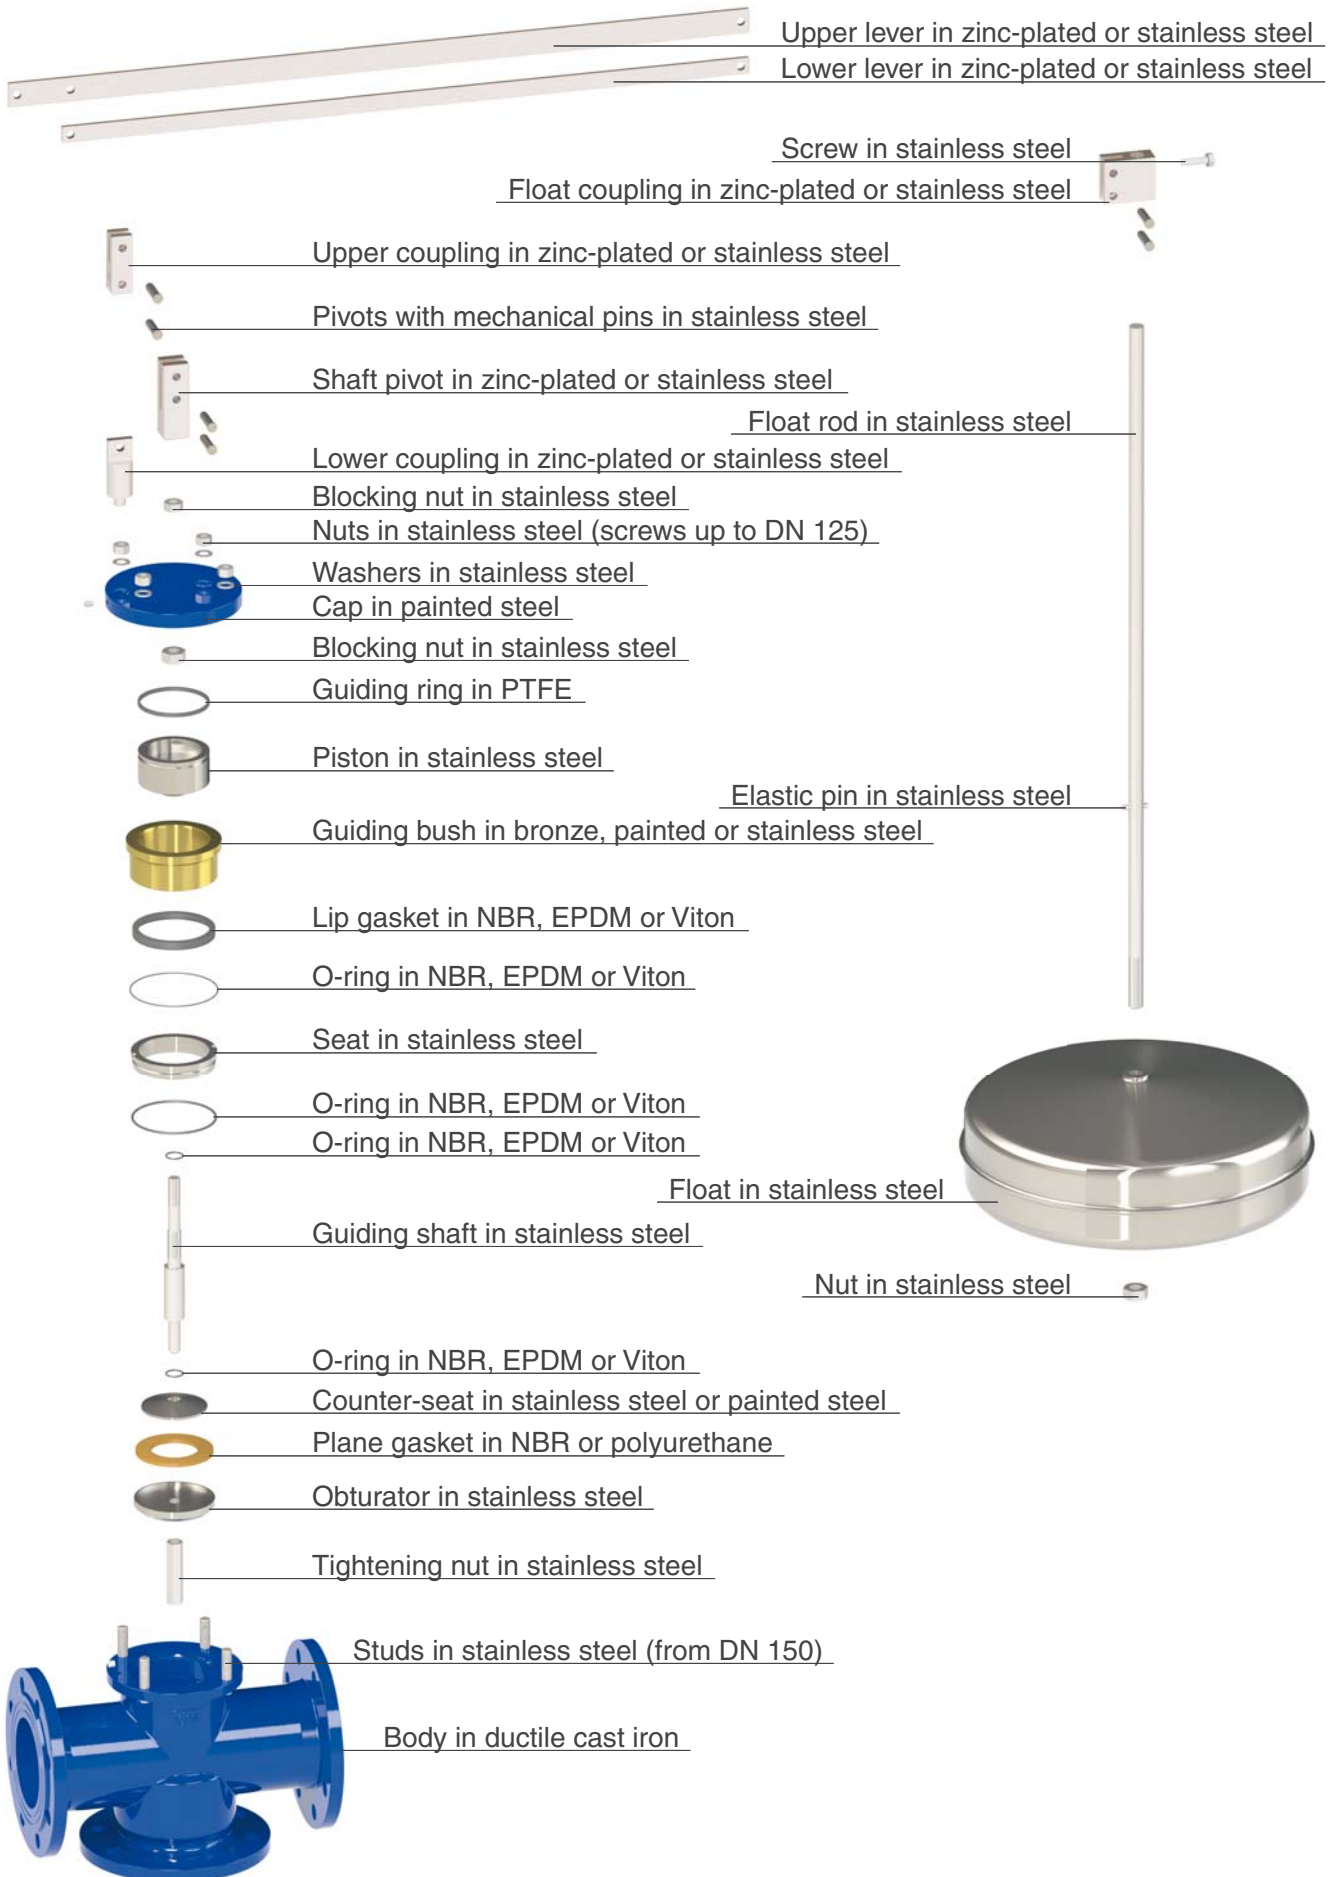 Upper lever in zinc-plated or stainless steel
Lower lever in zinc-plated or stainless steel
Screw in stainless steel
Float coupling in zinc-plated or stainless steel
Upper coupling in zinc-plated or stainless steel
Pivots with mechanical pins in stainless steel
Shaft pivot in zinc-plated or stainless steel
Float rod in stainless steel
Lower coupling in zinc-plated or stainless steel
Blocking nut in stainless steel
Nuts in stainless steel (screws up to DN 125)
Washers in stainless steel
Cap in painted steel
Blocking nut in stainless steel
Guiding ring in PTFE
Piston in stainless steel
Elastic pin in stainless steel
Guiding bush in bronze, painted or stainless steel
Lip gasket in NBR, EPDM or Viton
O-ring in NBR, EPDM or Viton
Seat in stainless steel
O-ring in NBR, EPDM or Viton
O-ring in NBR, EPDM or Viton
Float in stainless steel
Guiding shaft in stainless steel
Nut in stainless steel
O-ring in NBR, EPDM or Viton
Counter-seat in stainless steel or painted steel
Plane gasket in NBR or polyurethane
Obturator in stainless steel
Tightening nut in stainless steel
Studs in stainless steel (from DN 150)
Body in ductile cast iron